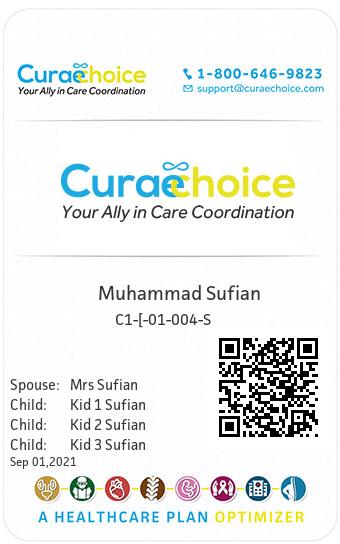 Curaechoice
Your Ally in Care Coordination
1-800-646-9823
support@curaechoice.com
Curaechoice
Your Ally in Care Coordination
Muhammad Sufian
C1-[-01-004-S
Spouse: Mrs Sufian
Child: Kid 1 Sufian
Child: Kid 2 Sufian
Child: Kid 3 Sufian
Sep 01,2021
A HEALTHCARE PLAN OPTIMIZER